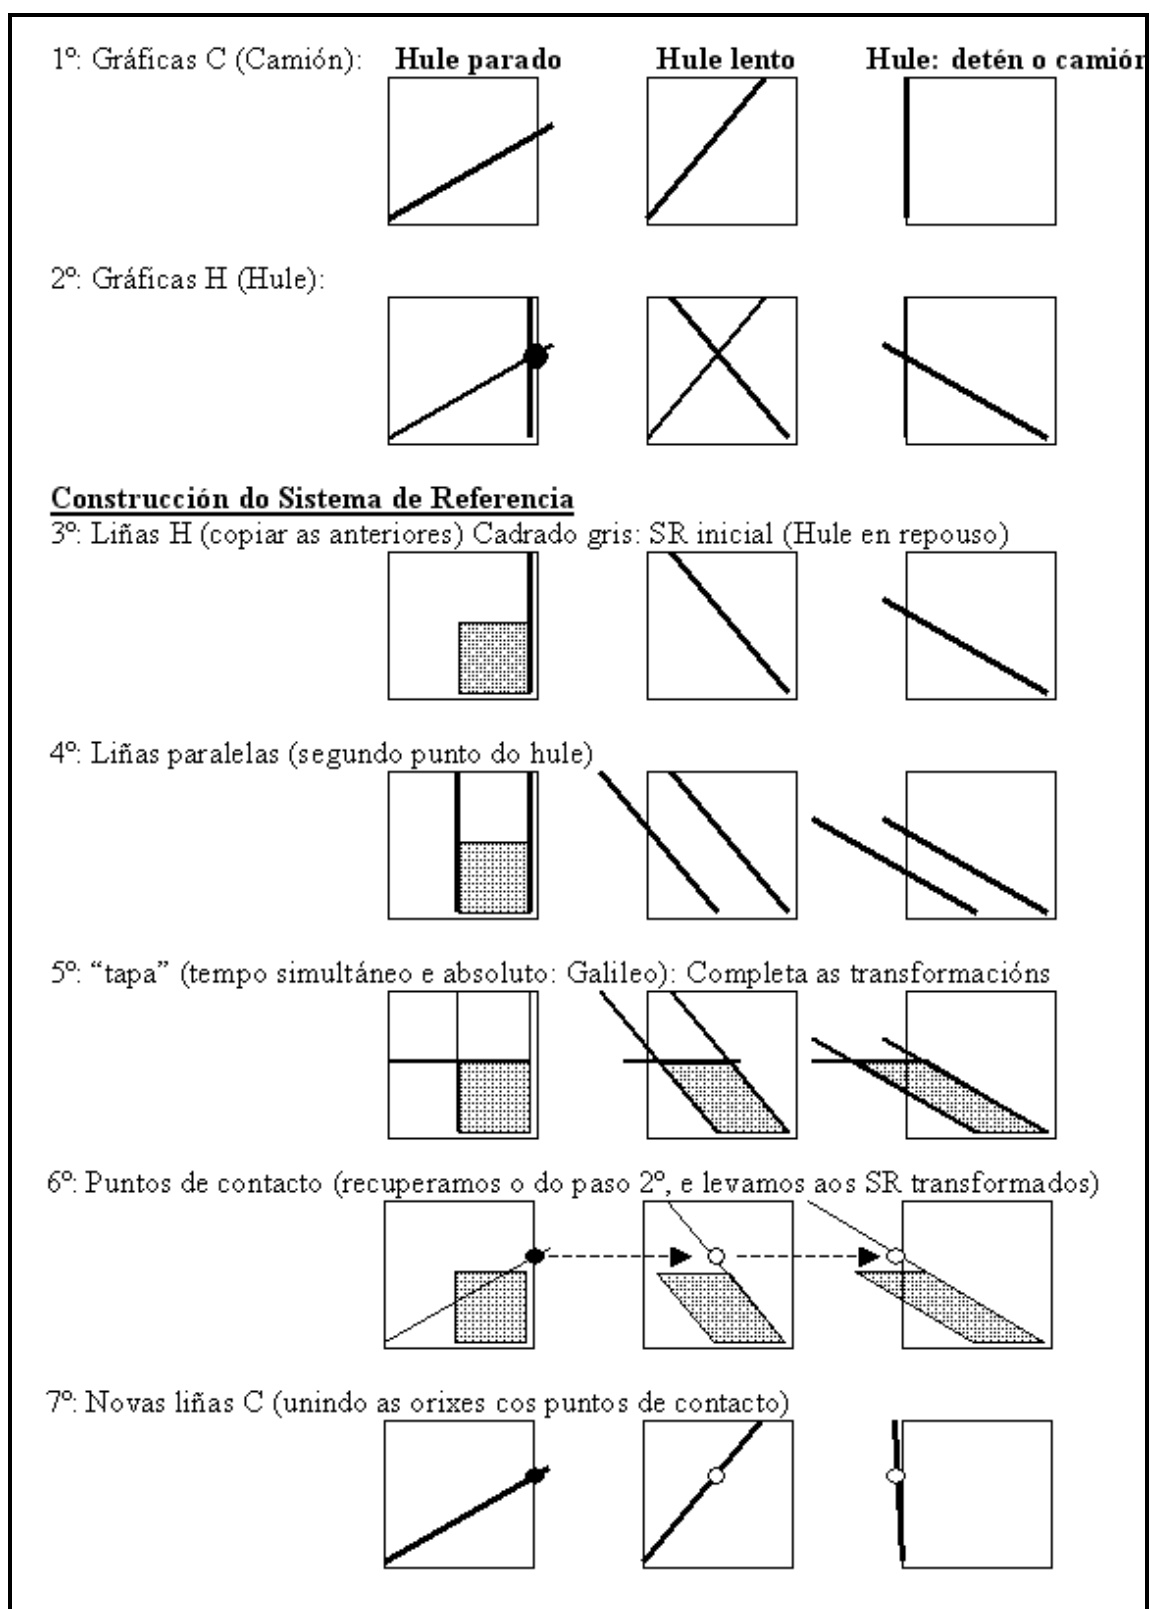 1º: Gráficas C (Camión): Hule parado Hule lento Hule: detén o camión
2º: Gráficas H (Hule):
Construcción do Sistema de Referencia
3º: Liñas H (copiar as anteriores) Cadrado gris: SR inicial (Hule en repouso)
4º: Liñas paralelas (segundo punto do hule)
5º: “tapa” (tempo simultáneo e absoluto: Galileo): Completa as transformacións
6º: Puntos de contacto (recuperamos o do paso 2º, e levamos aos SR transformados)
7º: Novas liñas C (unindo as orixes cos puntos de contacto)